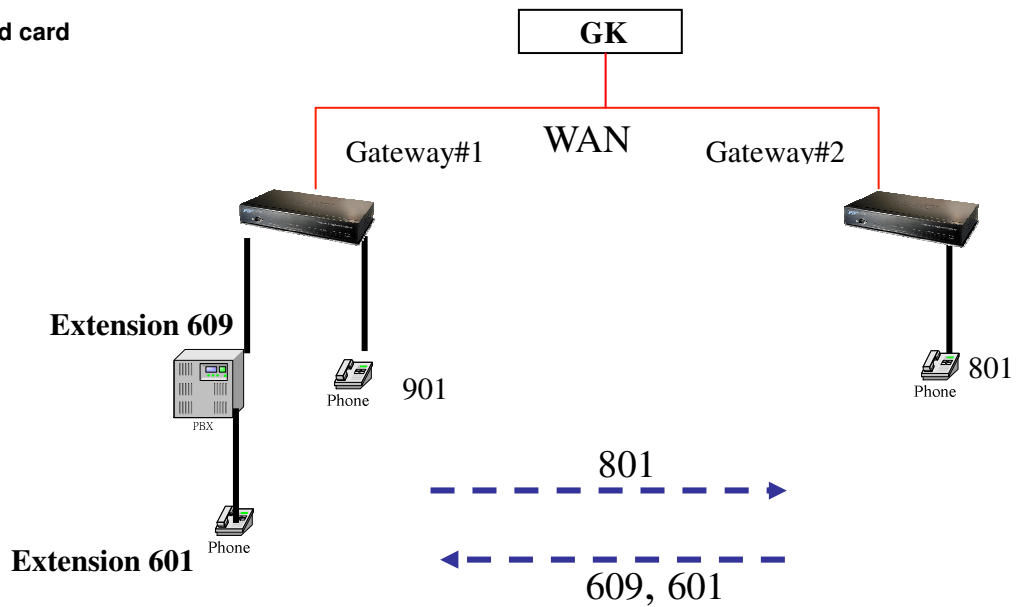 d card
GK
WAN
Gateway#1
Gateway#2
Extension 609
PBX
Phone
901
Phone
801
801
Extension 601
Phone
609, 601